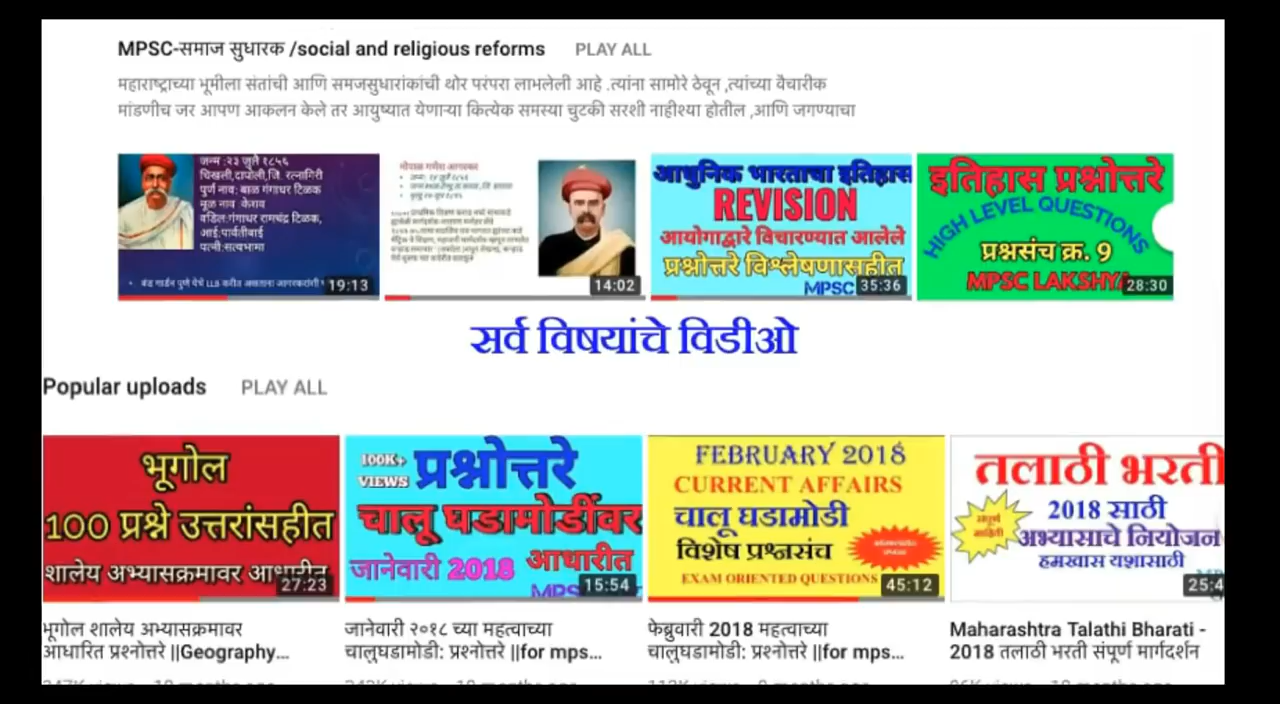 MPSC-समाज सुधारक /social and religious reforms PLAY ALL
महाराष्ट्राच्या भूमीला संतांची आणि समजसुधारांकांची थोर परंपरा लाभलेली आहे .त्यांना सामोरे ठेवून ,त्यांच्या वैचारीक
मांडणीच जर आपण आकलन केले तर आयुष्यात येणाऱ्या कित्येक समस्या चुटकी सरशी नाहीश्या होतील ,आणि जगण्याचा
जन्म :२३ जुलै १८५६
चिखली,दापोली,जि. रत्नागिरी
पुर्ण नाव: बाळ गंगाधर टिळक
मूळ नाव :केशव
वडिल:गंगाधर रामचंद्र टिळक,
आई:पार्वतीबाई
पत्नी:सत्यभामा
19:13
गोपाळ गणेश आगरकर
14:02
आधुनिक भारताचा इतिहास
REVISION
आयोगाद्वारे विचारण्यात आलेले
प्रश्नोत्तरे विश्लेषणासहीत
MPSC 35:36
इतिहास प्रश्नोत्तरे
HIGH LEVEL QUESTIONS
प्रश्नसंच क्र. 9
MPSC LAKSHYA
28:30
सर्व विषयांचे विडीओ
Popular uploads PLAY ALL
भूगोल
100 प्रश्ने उत्तरांसहीत
शालेय अभ्यासक्रमावर आधारीत
27:23
100K+ VIEWS प्रश्नोत्तरे
चालू घडामोडींवर
आधारीत
जानेवारी 2018
MPS 15:54
FEBRUARY 2018
CURRENT AFFAIRS
चालू घडामोडी
विशेष प्रश्नसंच
EXAM ORIENTED QUESTIONS
45:12
तलाठी भरती
संपूर्ण माहिती
2018 साठी
अभ्यासाचे नियोजन
हमखास यशासाठी
25:4
भूगोल शालेय अभ्यासक्रमावर
आधारित प्रश्नोत्तरे ||Geography...
जानेवारी २०१८ च्या महत्वाच्या
चालुघडामोडी: प्रश्नोत्तरे ||for mps...
फेब्रुवारी 2018 महत्वाच्या
चालुघडामोडी: प्रश्नोत्तरे ||for mps...
Maharashtra Talathi Bharati -
2018 तलाठी भरती संपूर्ण मार्गदर्शन